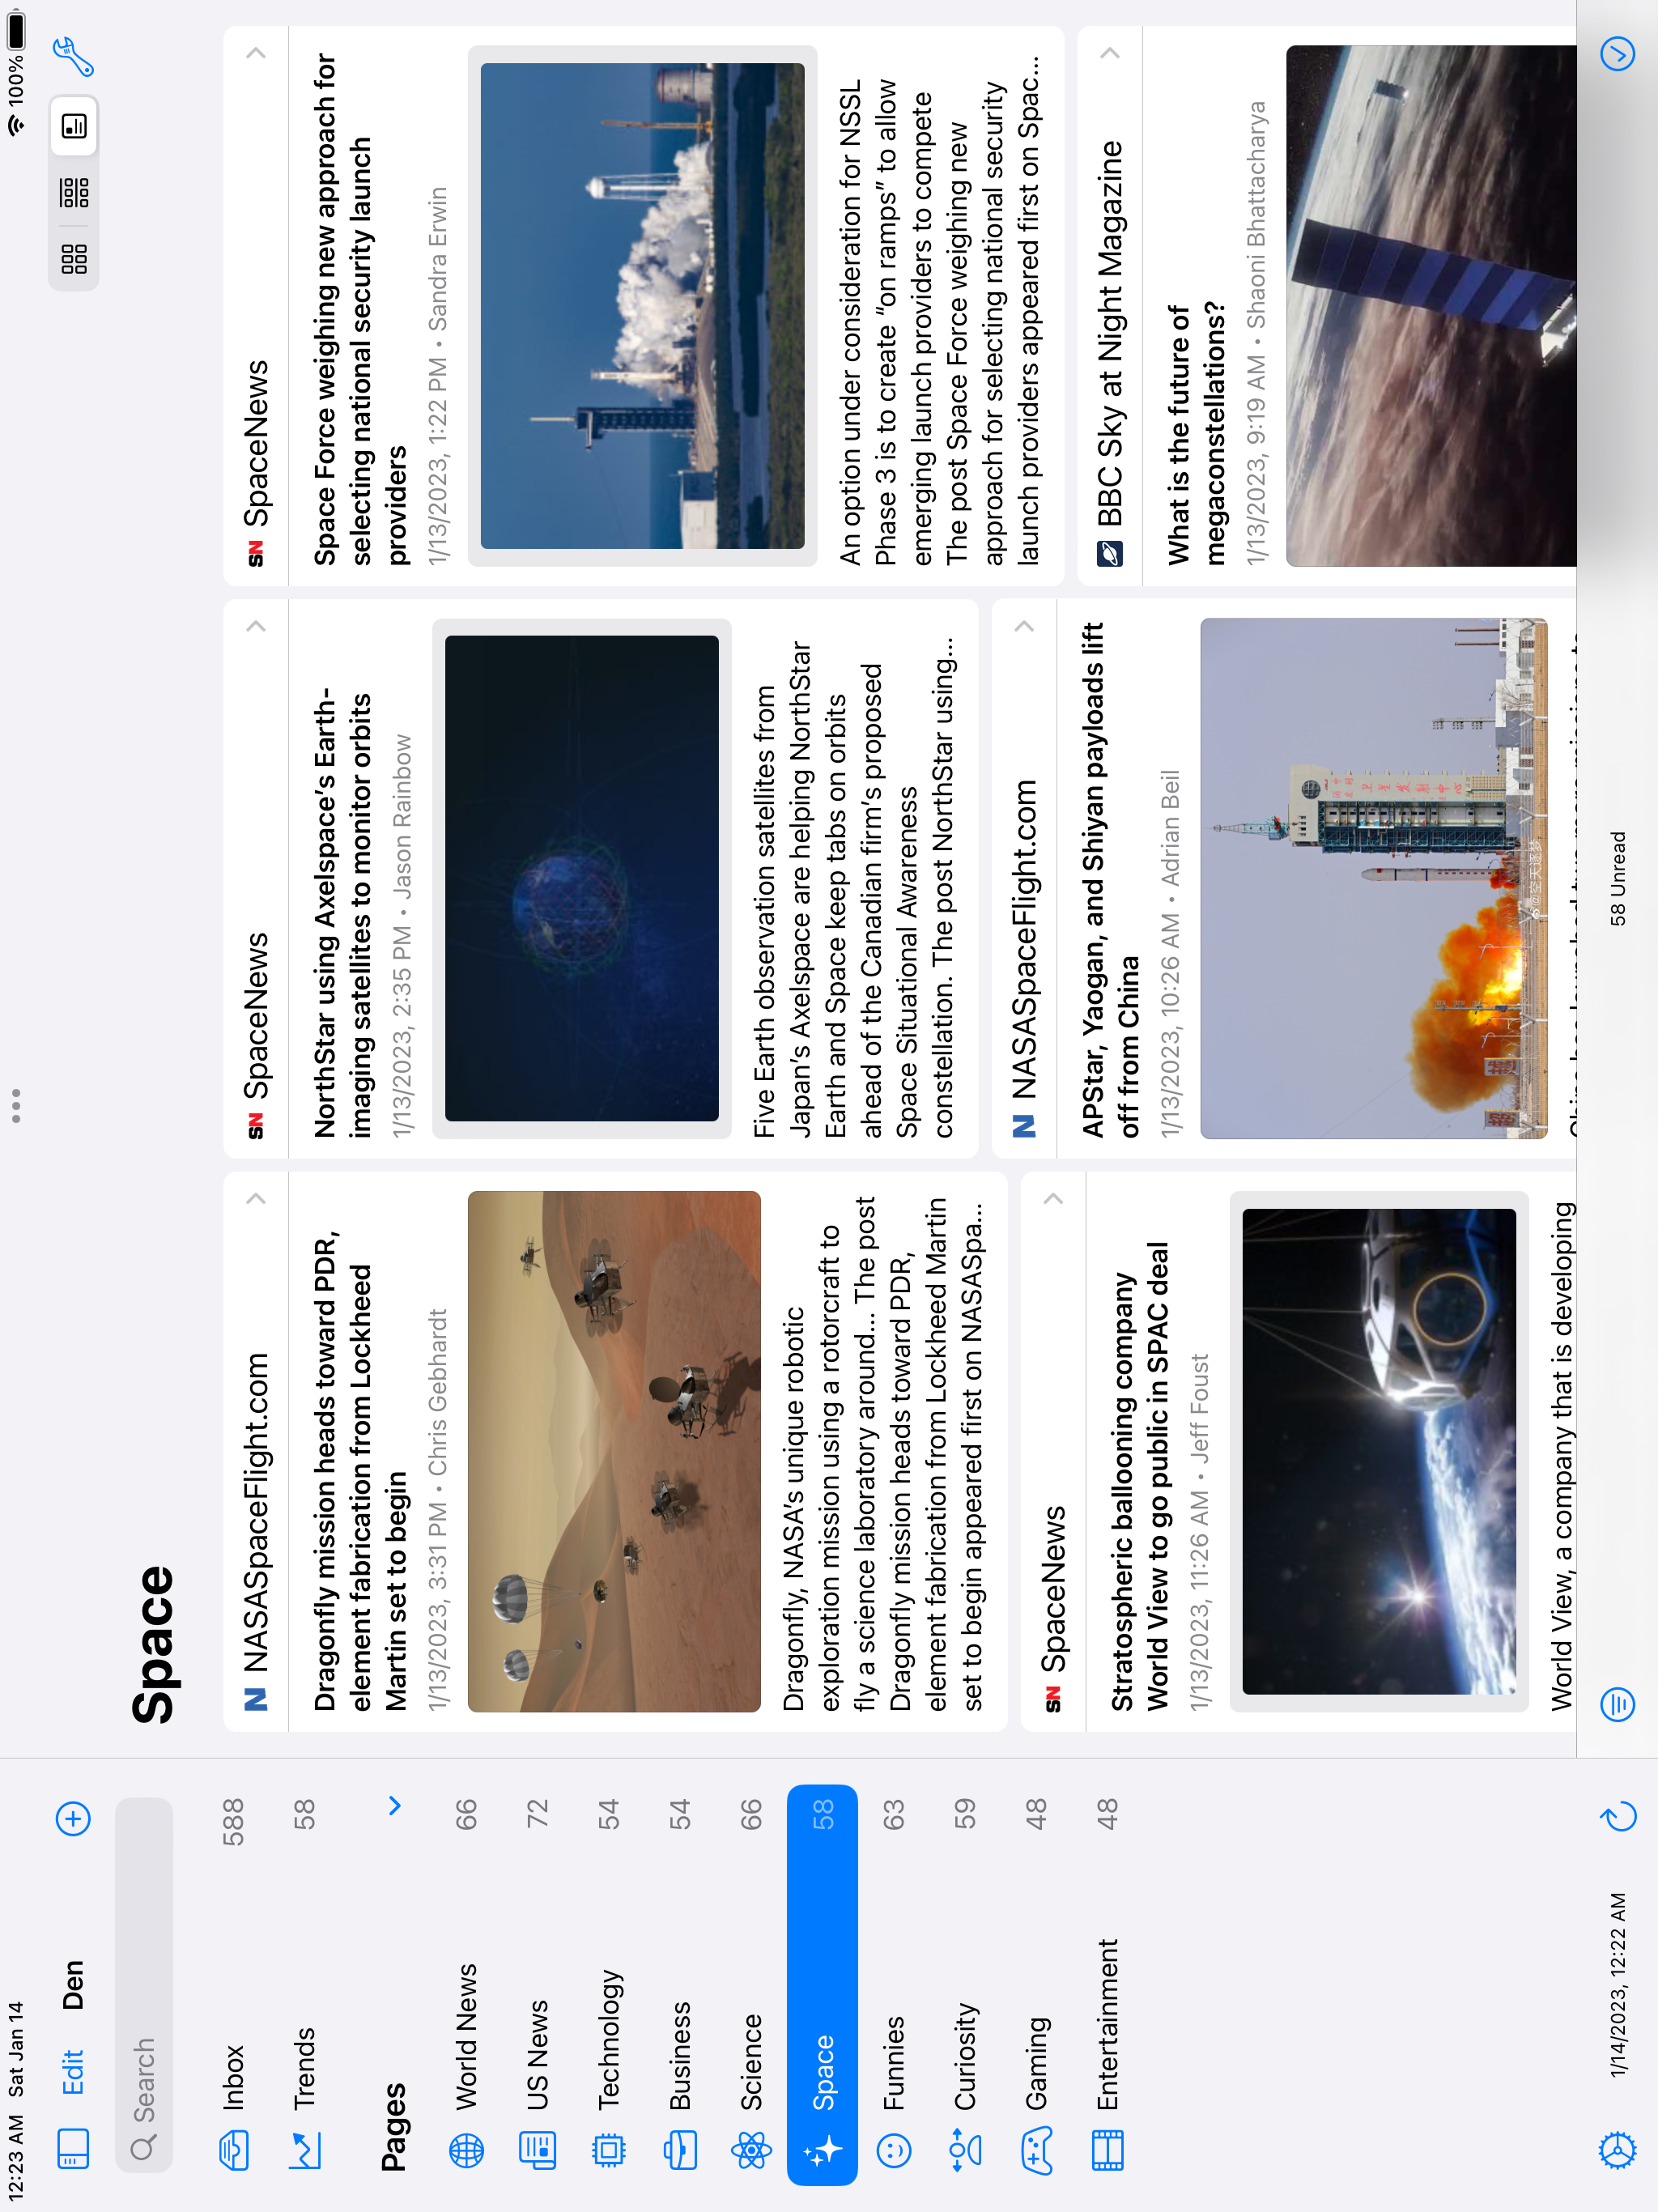 12:23 AM Sat Jan 14
100%
Edit
Den
Search
Inbox 588
Trends 58
Pages
World News 66
US News 72
Technology 54
Business 54
Science 66
Space 58
Funnies 63
Curiosity 59
Gaming 48
Entertainment 48
1/14/2023, 12:22 AM
Space
N NASASpaceFlight.com
Dragonfly mission heads toward PDR,
element fabrication from Lockheed
Martin set to begin
1/13/2023, 3:31 PM • Chris Gebhardt
Dragonfly, NASA's unique robotic
exploration mission using a rotorcraft to
fly a science laboratory around... The post
Dragonfly mission heads toward PDR,
element fabrication from Lockheed Martin
set to begin appeared first on NASASpa...
SN SpaceNews
Stratospheric ballooning company
World View to go public in SPAC deal
1/13/2023, 11:26 AM • Jeff Foust
World View, a company that is developing
SN SpaceNews
NorthStar using Axelspace's Earth-
imaging satellites to monitor orbits
1/13/2023, 2:35 PM • Jason Rainbow
Five Earth observation satellites from
Japan's Axelspace are helping NorthStar
Earth and Space keep tabs on orbits
ahead of the Canadian firm's proposed
Space Situational Awareness
constellation. The post NorthStar using...
N NASASpaceFlight.com
APStar, Yaogan, and Shiyan payloads lift
off from China
1/13/2023, 10:26 AM • Adrian Beil
SN SpaceNews
Space Force weighing new approach for
selecting national security launch
providers
1/13/2023, 1:22 PM • Sandra Erwin
An option under consideration for NSSL
Phase 3 is to create “on ramps” to allow
emerging launch providers to compete
The post Space Force weighing new
approach for selecting national security
launch providers appeared first on Spac...
BBC Sky at Night Magazine
What is the future of
megaconstellations?
1/13/2023, 9:19 AM • Shaoni Bhattacharya
58 Unread